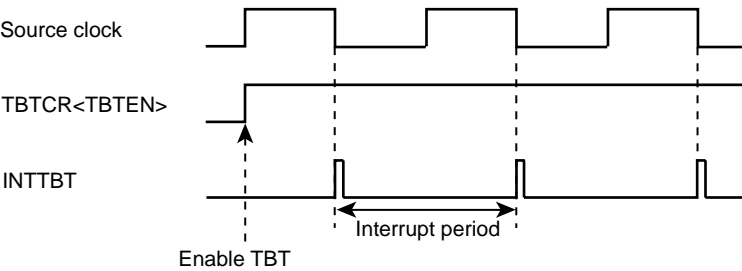 Source clock
TBTCR<TBTEN>
INTTBT
Interrupt period
Enable TBT